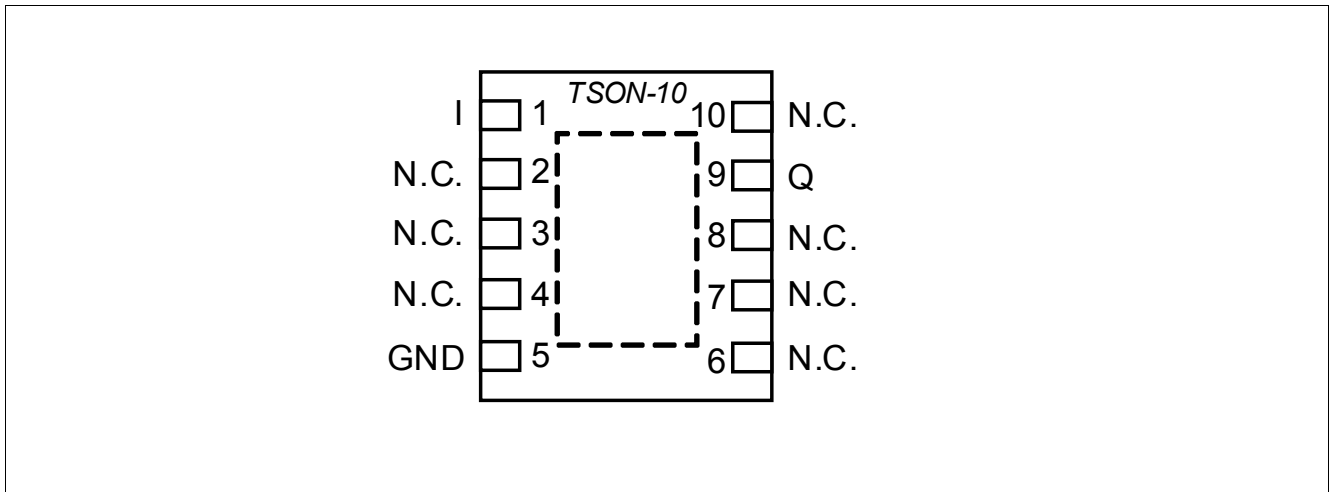 TSON-10
I 1 10 N.C.
N.C. 2 9 Q
N.C. 3 8 N.C.
N.C. 4 7 N.C.
GND 5 6 N.C.